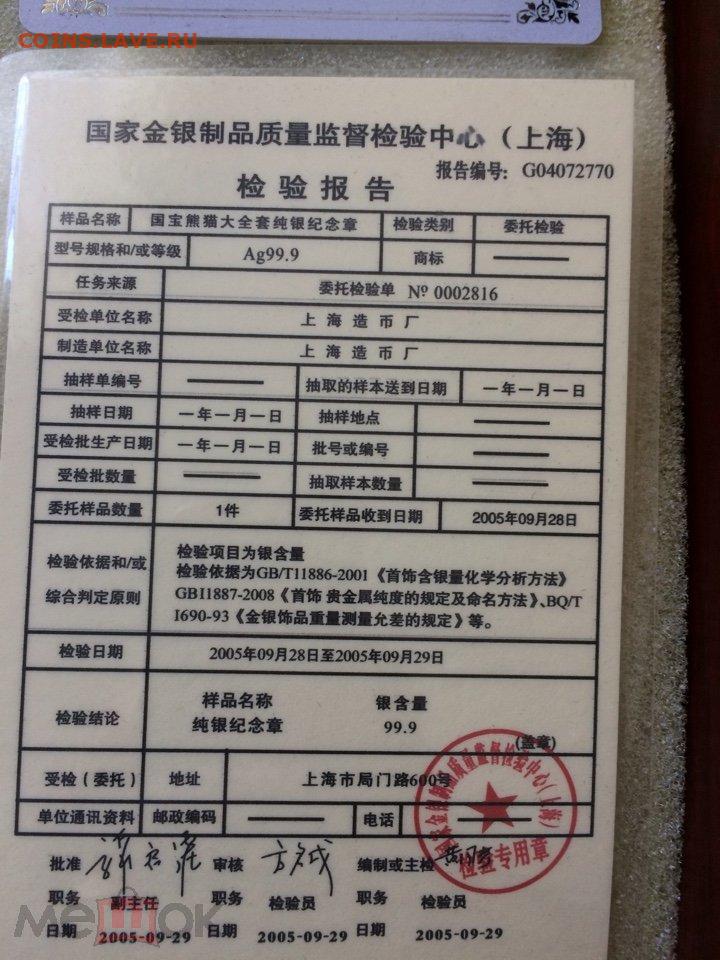 COINS.LAVE.RU
国家金银制品质量监督检验中心（上海）
报告编号: G04072770
检验报告
样品名称 国宝熊猫大全套纯银纪念章 检验类别 委托检验
型号规格和/或等级 Ag99.9 商标 ——
任务来源 委托检验单 Nº 0002816
受检单位名称 上海造币厂
制造单位名称 上海造币厂
抽样单编号 —— 抽取的样本送到日期 —年—月—日
抽样日期 —年—月—日 抽样地点 ——
受检批生产日期 —年—月—日 批号或编号 ——
受检批数量 —— 抽取样本数量 ——
委托样品数量 1件 委托样品收到日期 2005年09月28日
检验项目为银含量
检验依据和/或 检验依据为GB/T11886-2001《首饰含银量化学分析方法》
综合判定原则 GBI1887-2008《首饰 贵金属纯度的规定及命名方法》、BQ/T
I690-93《金银饰品重量测量允差的规定》等。
检验日期 2005年09月28日至2005年09月29日
样品名称 银含量
检验结论 纯银纪念章 99.9
(盖章)
受检（委托） 地址 上海市局门路600号
单位通讯资料 邮政编码 —— 电话 ——
国家金银制品质量监督检验中心(上海)
检验专用章
批准 审核 编制或主检
职务 副主任 职务 检验员 职务 检验员
日期 2005-09-29 日期 2005-09-29 日期 2005-09-29
мешок